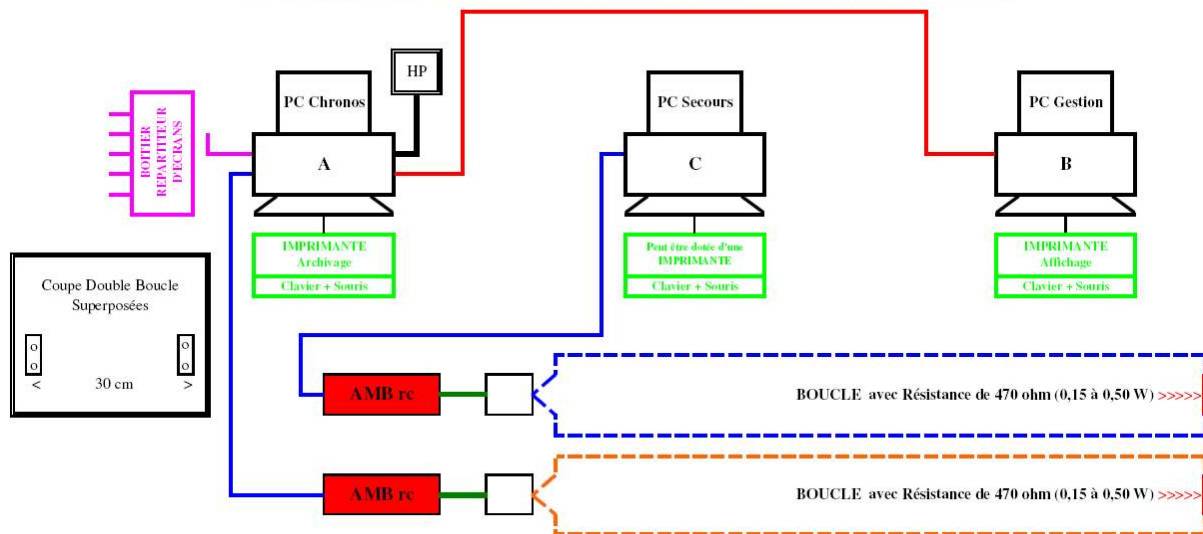 HP
PC Chronos
PC Secours
PC Gestion
BOITIER
REPARTITEUR
D'ECRANS
A
C
B
IMPRIMANTE
Archivage
Clavier + Souris
Peut être dotée d'une
IMPRIMANTE
Clavier + Souris
IMPRIMANTE
Affichage
Clavier + Souris
Coupe Double Boucle
Superposées
o o
o o
< 30 cm >
AMB rc
BOUCLE avec Résistance de 470 ohm (0,15 à 0,50 W) >>>>>
AMB rc
BOUCLE avec Résistance de 470 ohm (0,15 à 0,50 W) >>>>>